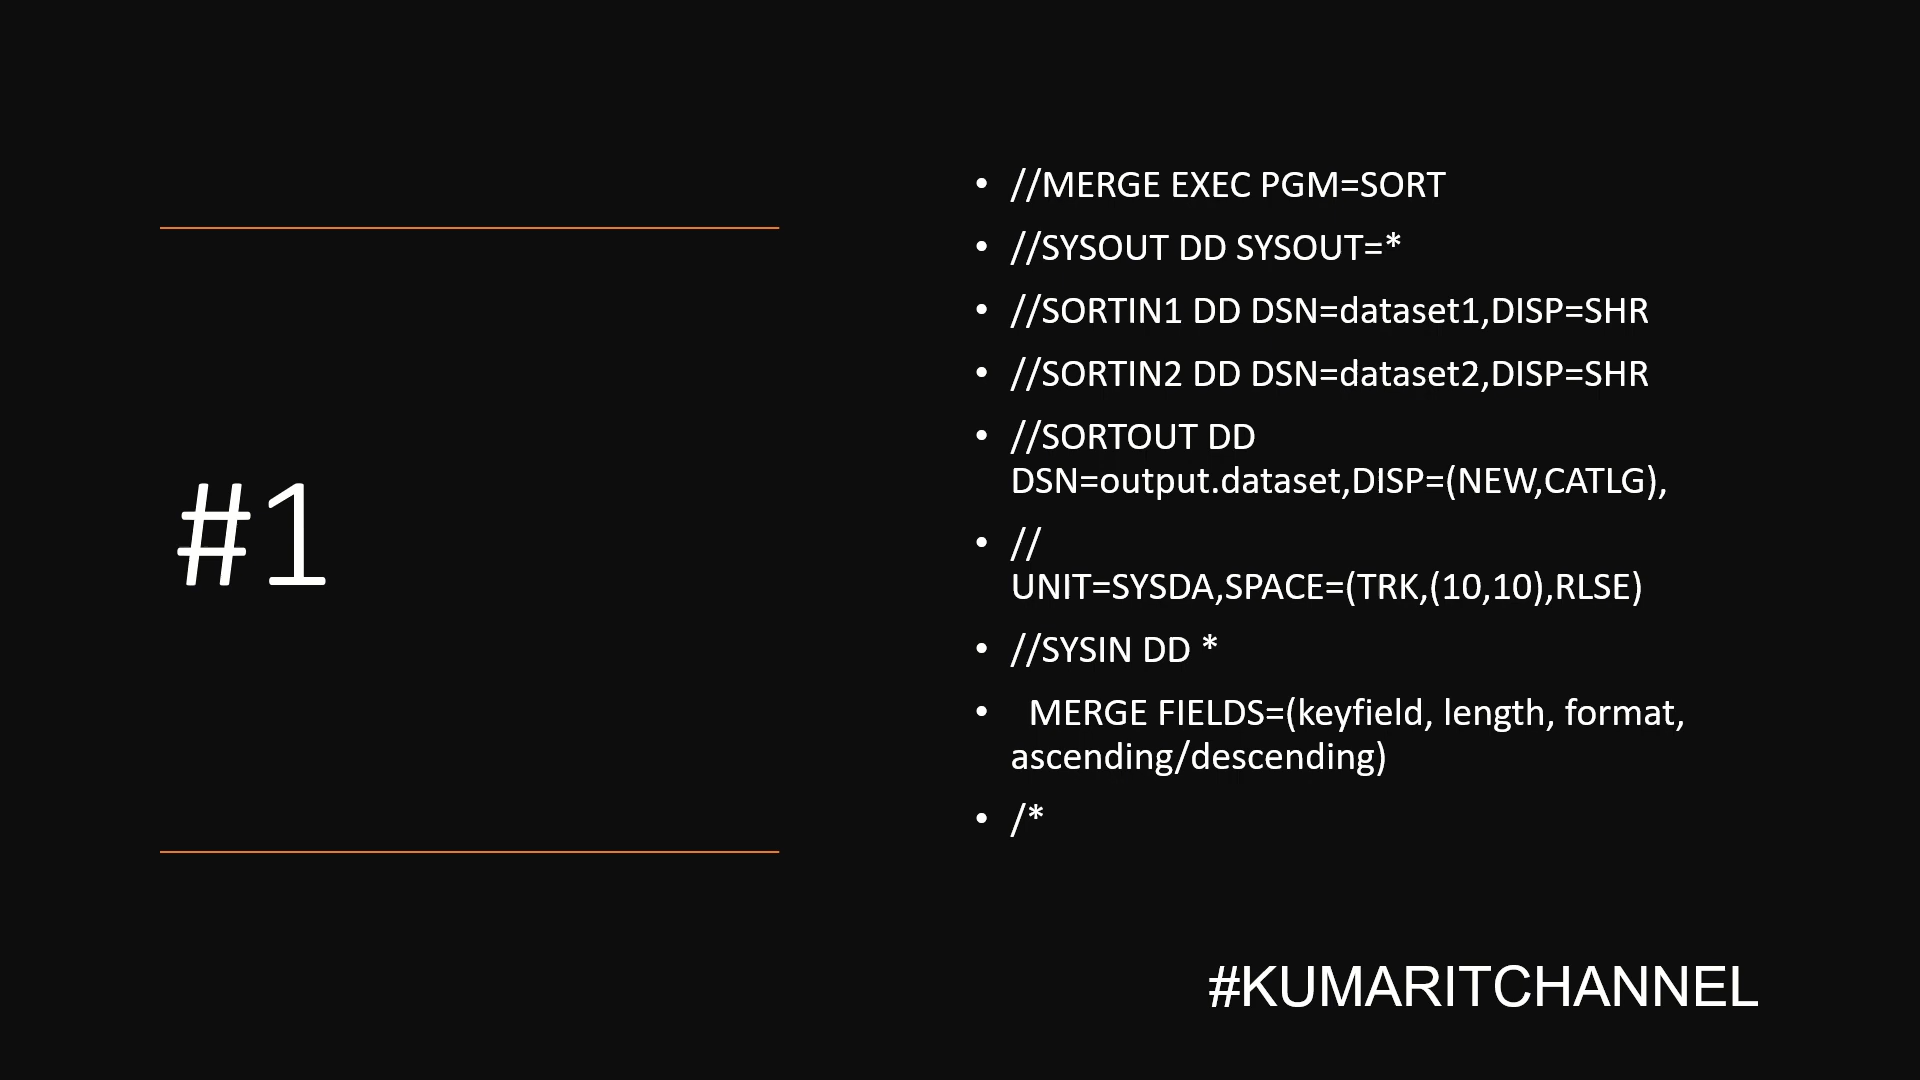 #1
• //MERGE EXEC PGM=SORT
• //SYSOUT DD SYSOUT=*
• //SORTIN1 DD DSN=dataset1,DISP=SHR
• //SORTIN2 DD DSN=dataset2,DISP=SHR
• //SORTOUT DD
DSN=output.dataset,DISP=(NEW,CATLG),
• //
UNIT=SYSDA,SPACE=(TRK,(10,10),RLSE)
• //SYSIN DD *
• MERGE FIELDS=(keyfield, length, format,
ascending/descending)
• /*
#KUMARITCHANNEL